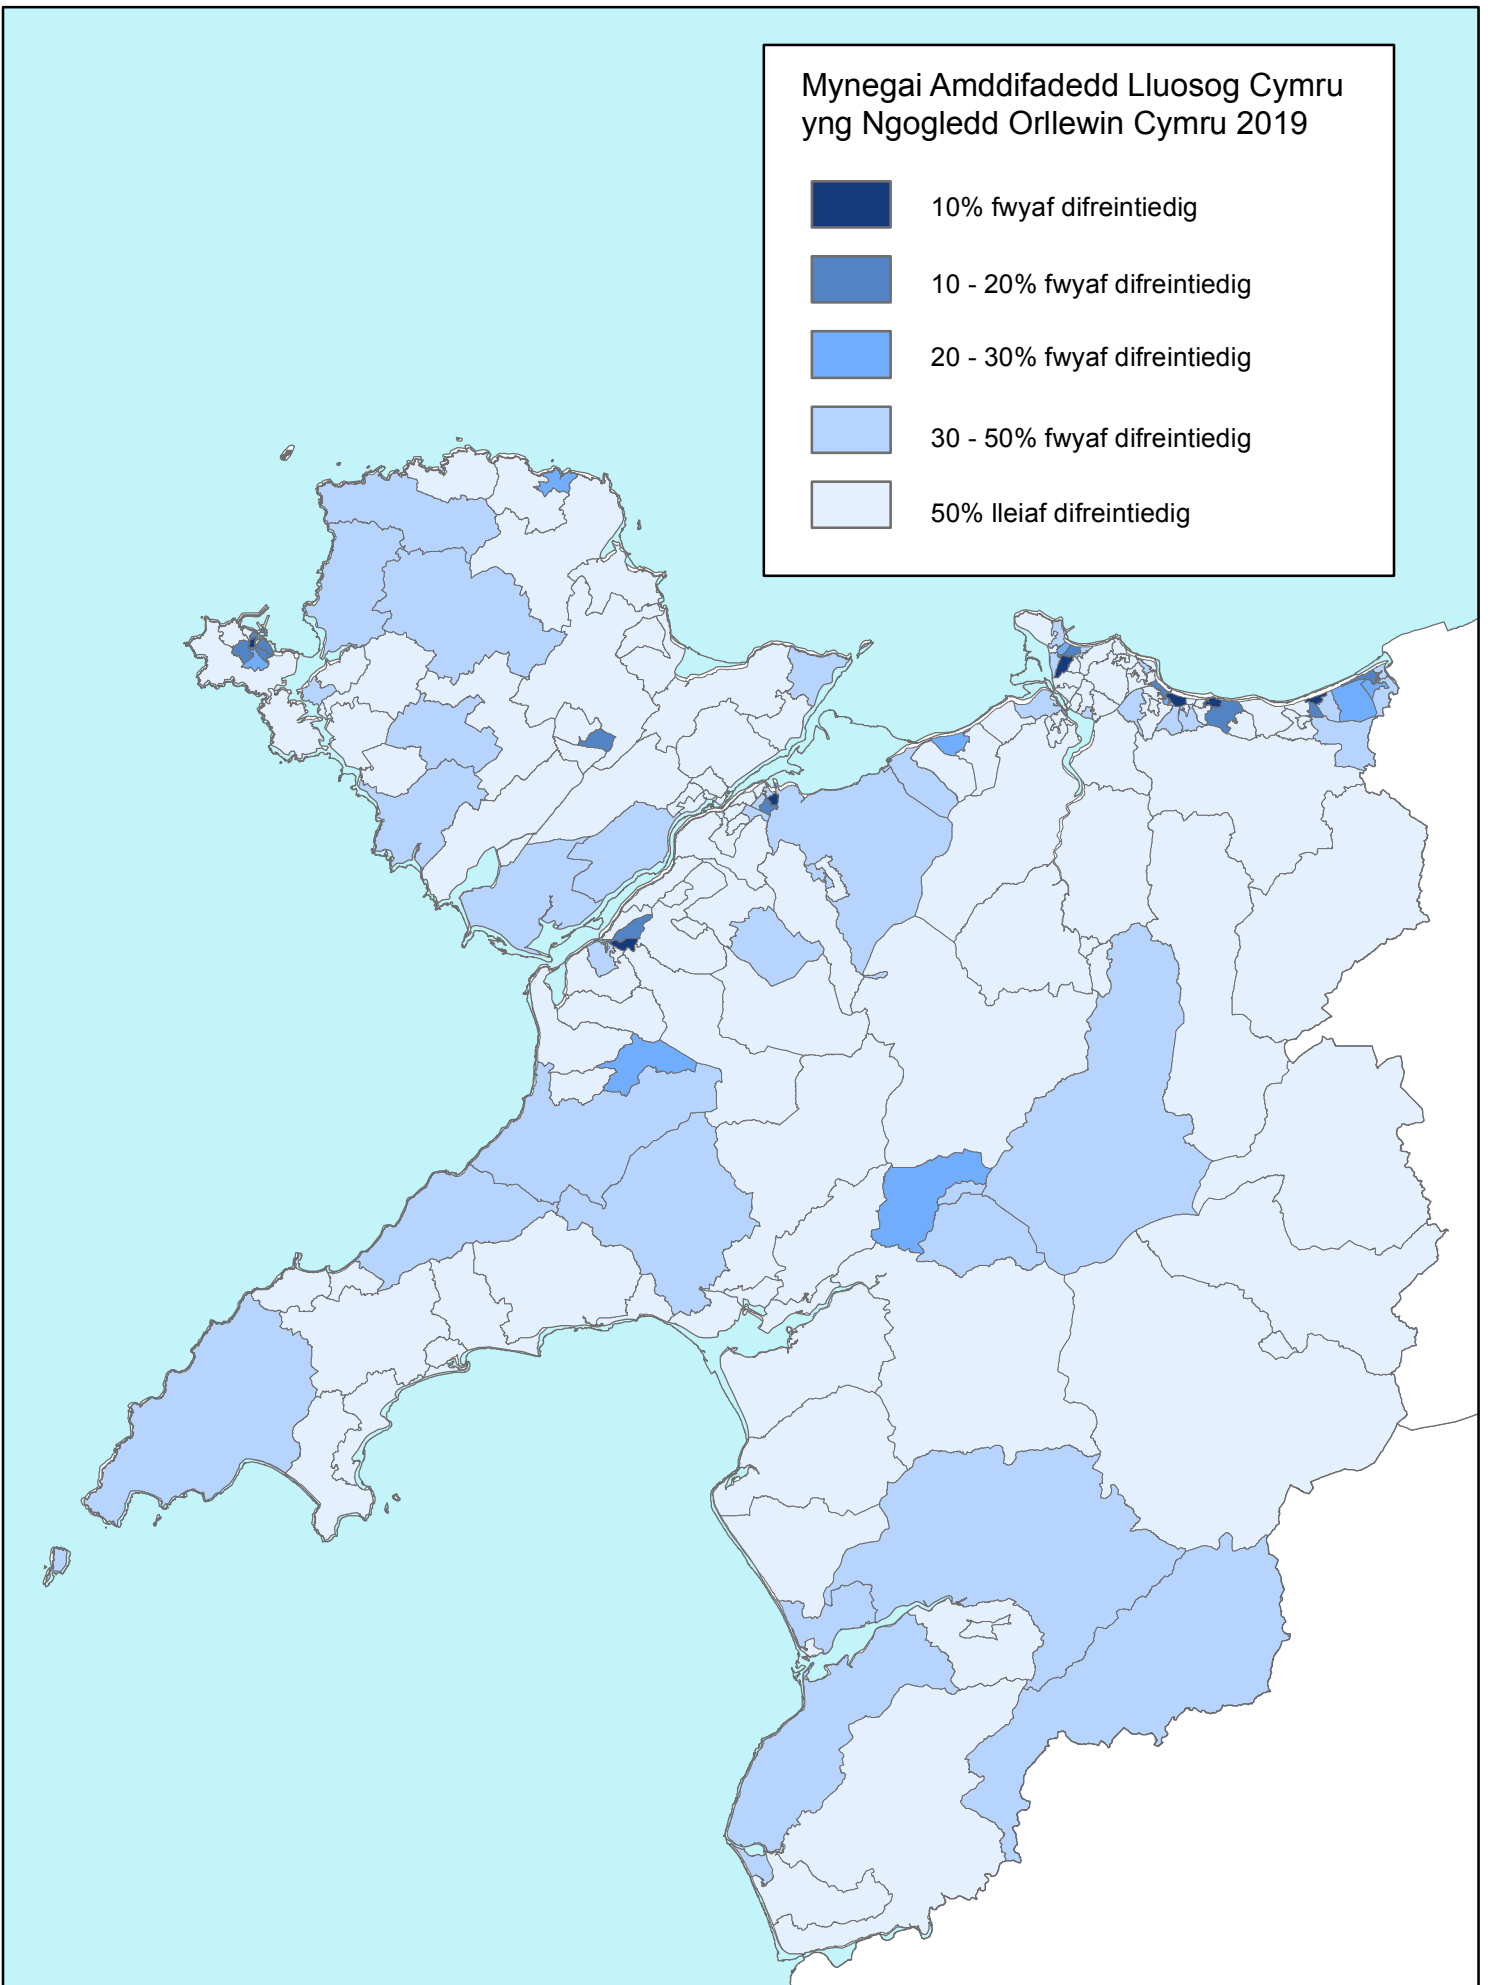 Mynegai Amddifadedd Lluosog Cymru
yng Ngogledd Orllewin Cymru 2019
10% fwyaf difreintiedig
10 - 20% fwyaf difreintiedig
20 - 30% fwyaf difreintiedig
30 - 50% fwyaf difreintiedig
50% lleiaf difreintiedig